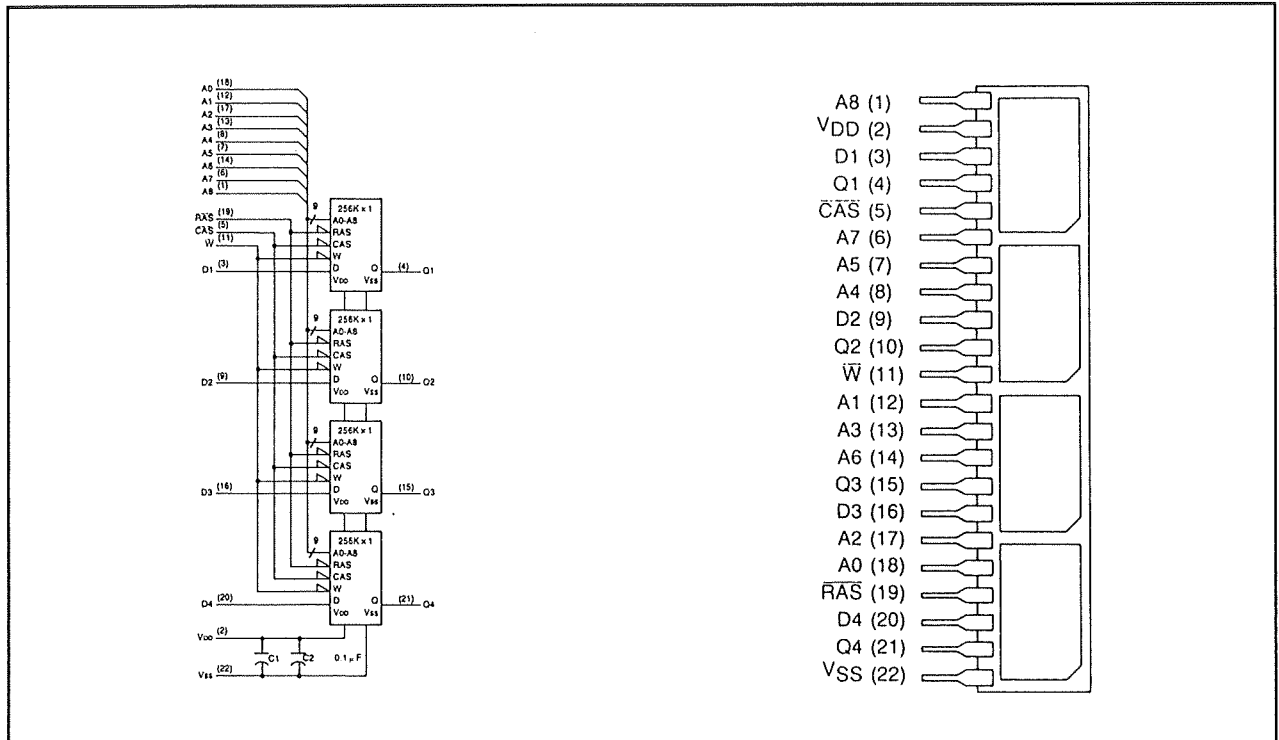 A0 (18)
A1 (12)
A2 (17)
A3 (13)
A4 (8)
A5 (7)
A6 (14)
A7 (6)
A8 (1)
R̅A̅S̅ (19)
C̅A̅S̅ (5)
W̅ (11)
D1 (3)
9
256K x 1
A0-A8
RAS
CAS
W
D Q
VDD VSS
(4) Q1
D2 (9)
9
256K x 1
A0-A8
RAS
CAS
W
D Q
VDD VSS
(10) Q2
D3 (16)
9
256K x 1
A0-A8
RAS
CAS
W
D Q
VDD VSS
(15) Q3
D4 (20)
9
256K x 1
A0-A8
RAS
CAS
W
D Q
VDD VSS
(21) Q4
VDD (2)
C1 C2 0.1 µF
VSS (22)
A8 (1)
VDD (2)
D1 (3)
Q1 (4)
C̅A̅S̅ (5)
A7 (6)
A5 (7)
A4 (8)
D2 (9)
Q2 (10)
W̅ (11)
A1 (12)
A3 (13)
A6 (14)
Q3 (15)
D3 (16)
A2 (17)
A0 (18)
R̅A̅S̅ (19)
D4 (20)
Q4 (21)
VSS (22)